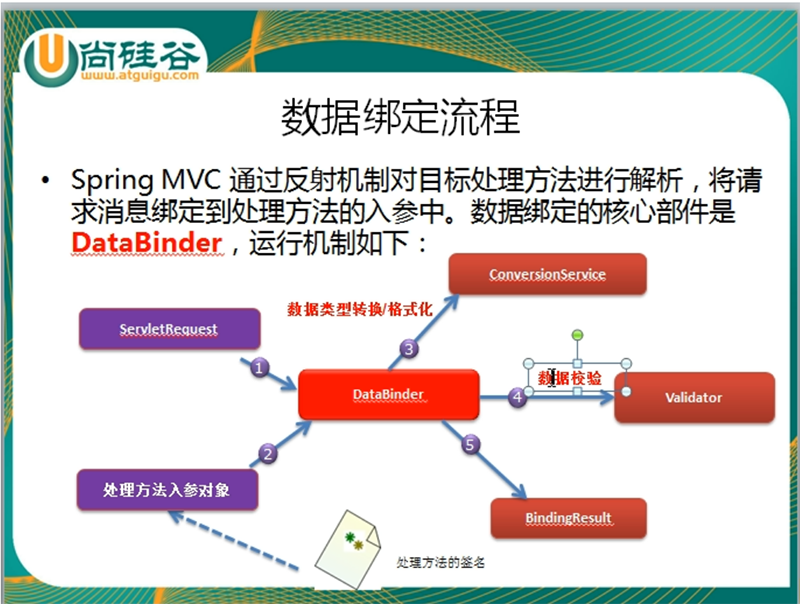 尚硅谷
www.atguigu.com
数据绑定流程
• Spring MVC 通过反射机制对目标处理方法进行解析，将请
求消息绑定到处理方法的入参中。数据绑定的核心部件是
DataBinder，运行机制如下：
ConversionService
数据类型转换/格式化
ServletRequest
3
1
数据校验
DataBinder
4
Validator
2
5
处理方法入参对象
BindingResult
处理方法的签名